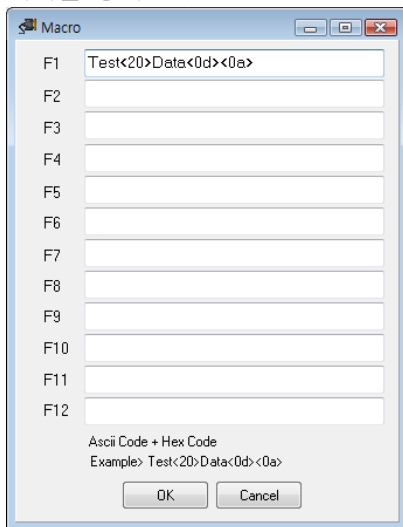 Macro
F1 Test<20>Data<0d><0a>
F2
F3
F4
F5
F6
F7
F8
F9
F10
F11
F12
Ascii Code + Hex Code
Example> Test<20>Data<0d><0a>
OK Cancel